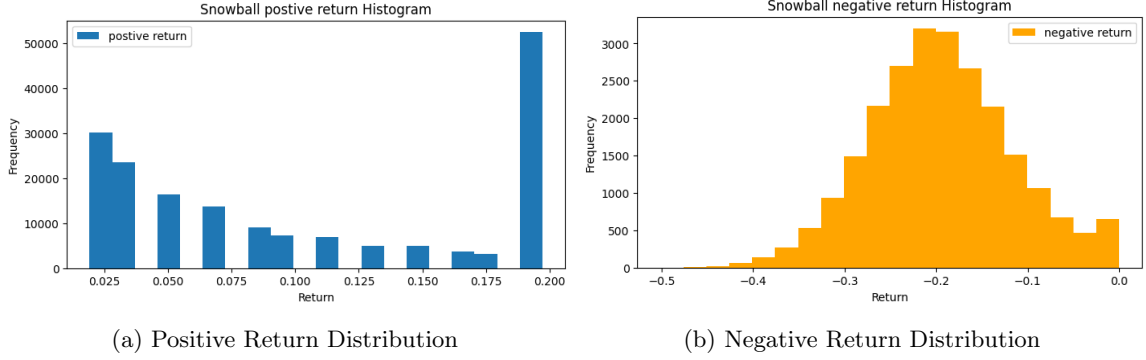 Snowball postive return Histogram
postive return
50000
40000
30000
20000
10000
0
Frequency
0.025 0.050 0.075 0.100 0.125 0.150 0.175 0.200
Return
(a) Positive Return Distribution
Snowball negative return Histogram
negative return
3000
2500
2000
1500
1000
500
0
Frequency
−0.5 −0.4 −0.3 −0.2 −0.1 0.0
Return
(b) Negative Return Distribution